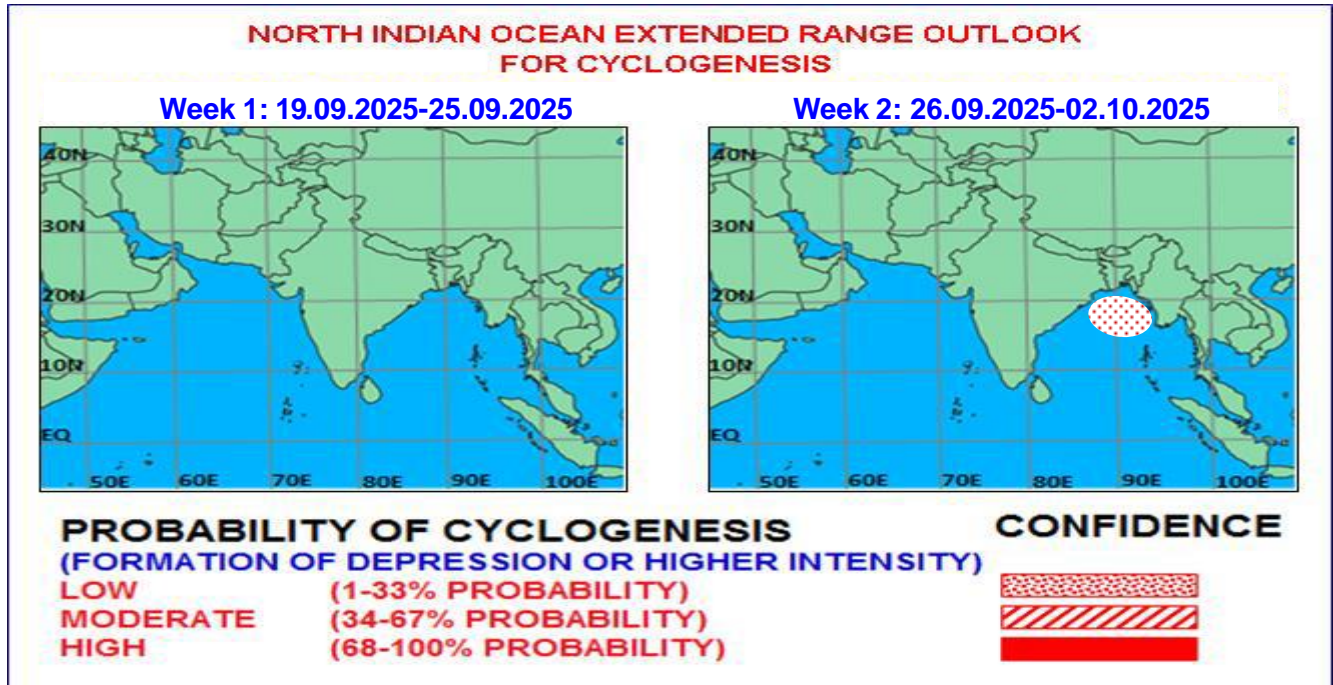 NORTH INDIAN OCEAN EXTENDED RANGE OUTLOOK
FOR CYCLOGENESIS
Week 1: 19.09.2025-25.09.2025
40N
30N
20N
10N
EQ
50E 60E 70E 80E 90E 100E
Week 2: 26.09.2025-02.10.2025
40N
30N
20N
10N
EQ
50E 60E 70E 80E 90E 100E
PROBABILITY OF CYCLOGENESIS
(FORMATION OF DEPRESSION OR HIGHER INTENSITY)
CONFIDENCE
LOW (1-33% PROBABILITY)
MODERATE (34-67% PROBABILITY)
HIGH (68-100% PROBABILITY)